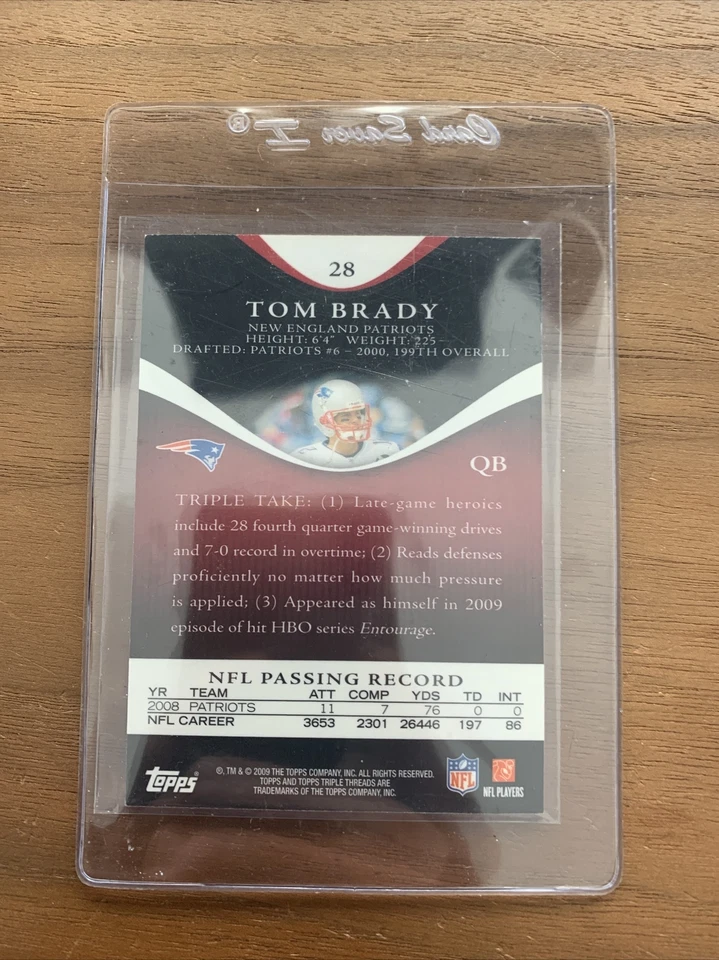 Card Saver I®
28
TOM BRADY
NEW ENGLAND PATRIOTS
HEIGHT: 6'4" WEIGHT: 225
DRAFTED: PATRIOTS #6 – 2000, 199TH OVERALL
QB
TRIPLE TAKE: (1) Late-game heroics
include 28 fourth quarter game-winning drives
and 7-0 record in overtime; (2) Reads defenses
proficiently no matter how much pressure
is applied; (3) Appeared as himself in 2009
episode of hit HBO series Entourage.
NFL PASSING RECORD
YR TEAM ATT COMP YDS TD INT
2008 PATRIOTS 11 7 76 0 0
NFL CAREER 3653 2301 26446 197 86
topps®
®, TM & © 2009 THE TOPPS COMPANY, INC. ALL RIGHTS RESERVED.
TOPPS AND TOPPS TRIPLE THREADS ARE
TRADEMARKS OF THE TOPPS COMPANY, INC.
NFL
NFL PLAYERS